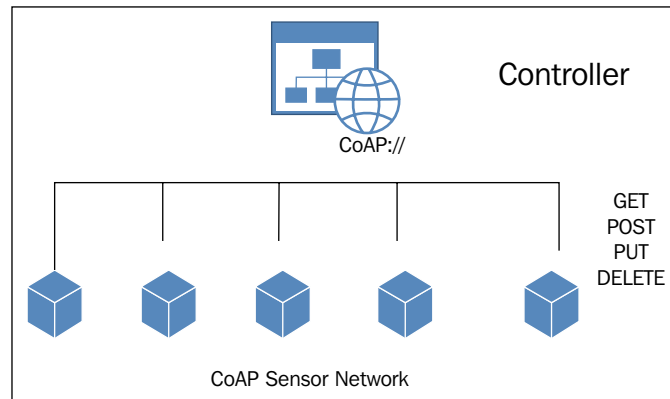 Controller
CoAP://
GET
POST
PUT
DELETE
CoAP Sensor Network